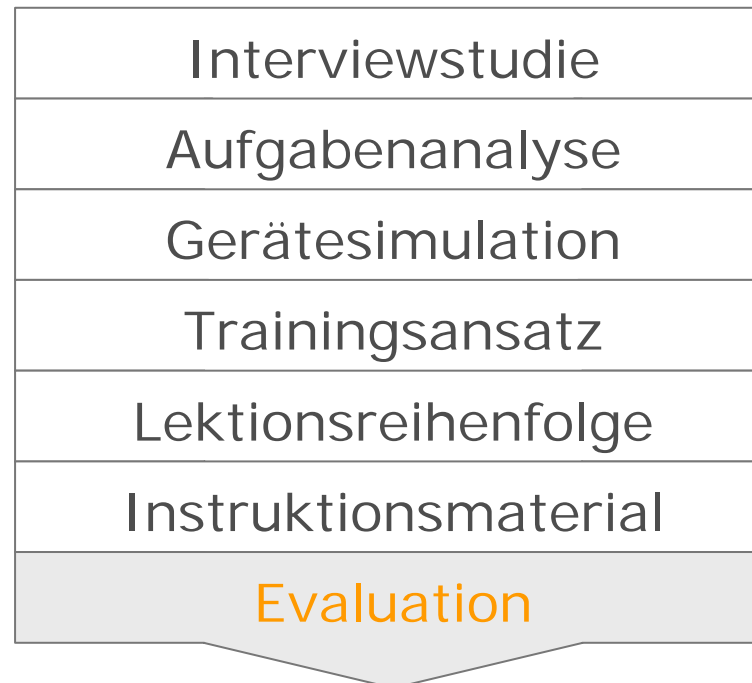 Interviewstudie
Aufgabenanalyse
Gerätesimulation
Trainingsansatz
Lektionsreihenfolge
Instruktionsmaterial
Evaluation